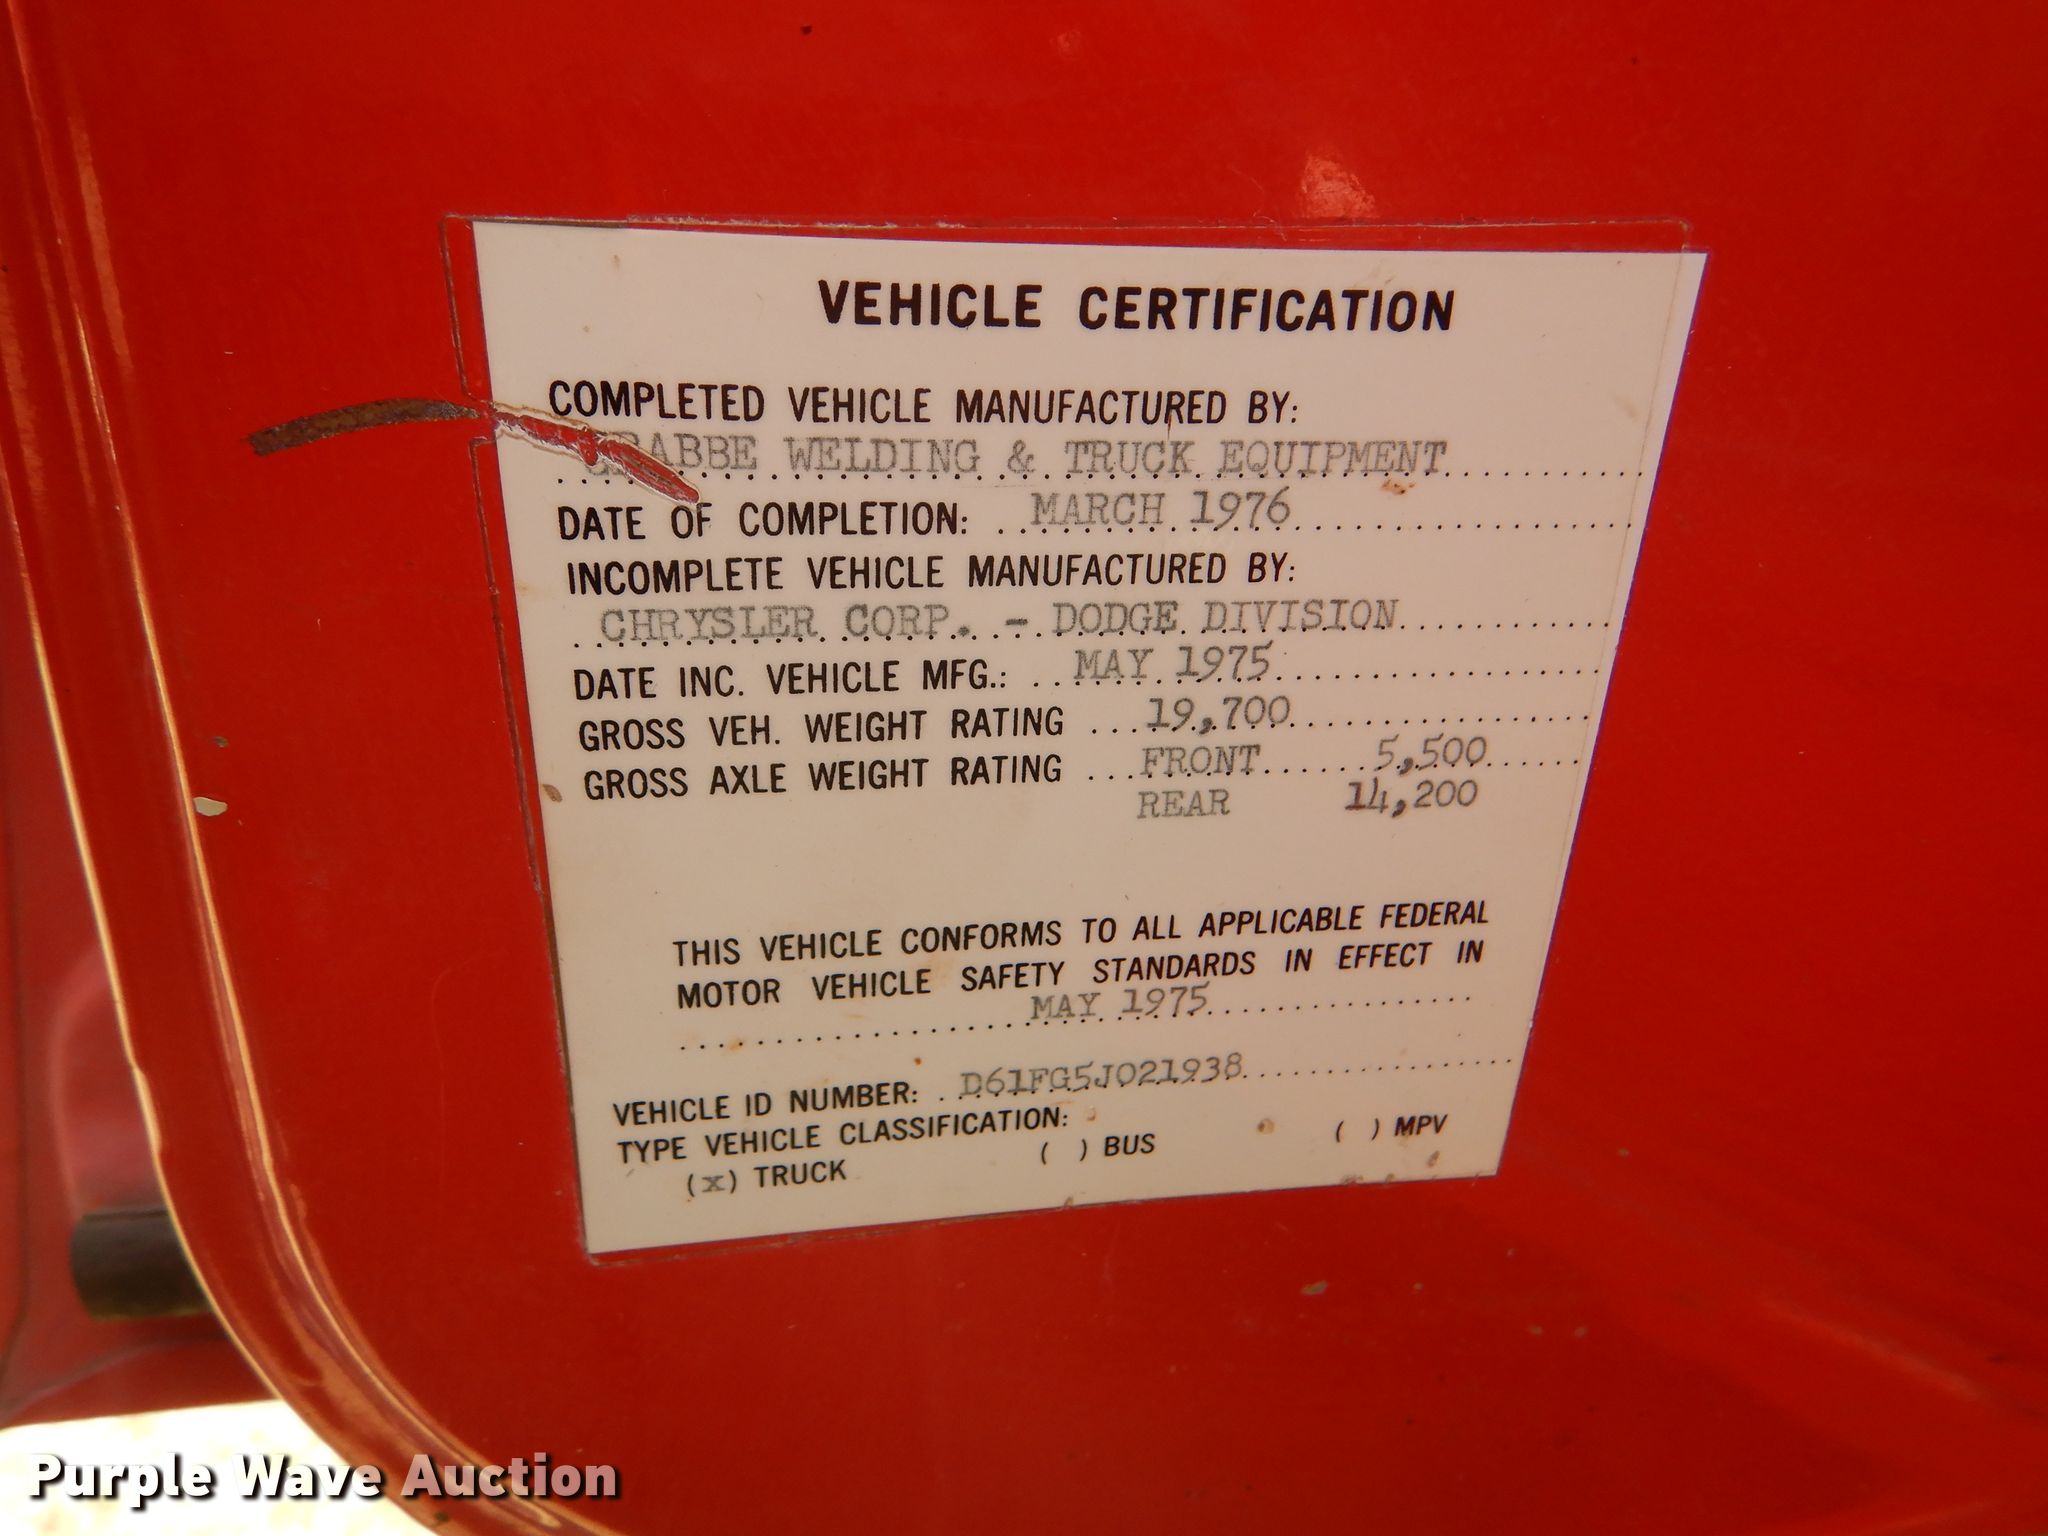 VEHICLE CERTIFICATION
COMPLETED VEHICLE MANUFACTURED BY:
WELDING & TRUCK EQUIPMENT
DATE OF COMPLETION: MARCH 1976
INCOMPLETE VEHICLE MANUFACTURED BY:
CHRYSLER CORP. - DODGE DIVISION
DATE INC. VEHICLE MFG.: MAY 1975
GROSS VEH. WEIGHT RATING 19,700
GROSS AXLE WEIGHT RATING FRONT 5,500
REAR 14,200
THIS VEHICLE CONFORMS TO ALL APPLICABLE FEDERAL
MOTOR VEHICLE SAFETY STANDARDS IN EFFECT IN
MAY 1975
VEHICLE ID NUMBER: D61FG5J021938
TYPE VEHICLE CLASSIFICATION:
(x) TRUCK ( ) BUS ( ) MPV
Purple Wave Auction